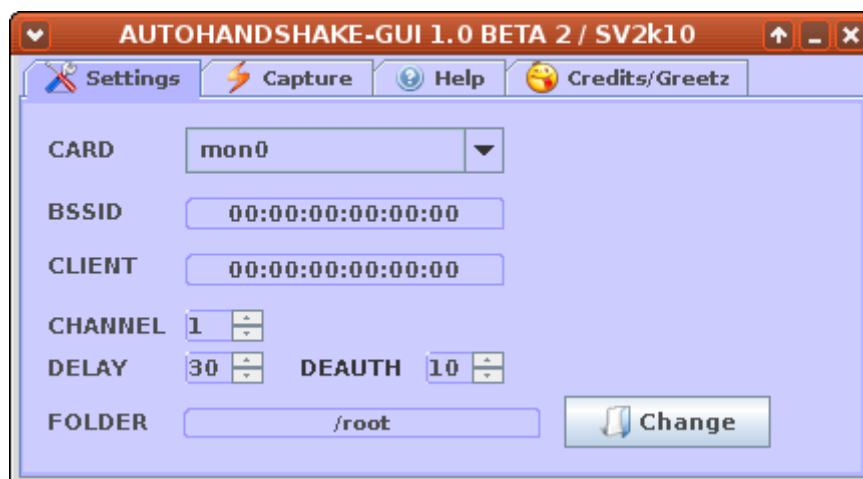 AUTOHANDSHAKE-GUI 1.0 BETA 2 / SV2k10
Settings Capture Help Credits/Greetz
CARD mon0
BSSID 00:00:00:00:00:00
CLIENT 00:00:00:00:00:00
CHANNEL 1
DELAY 30 DEAUTH 10
FOLDER /root Change